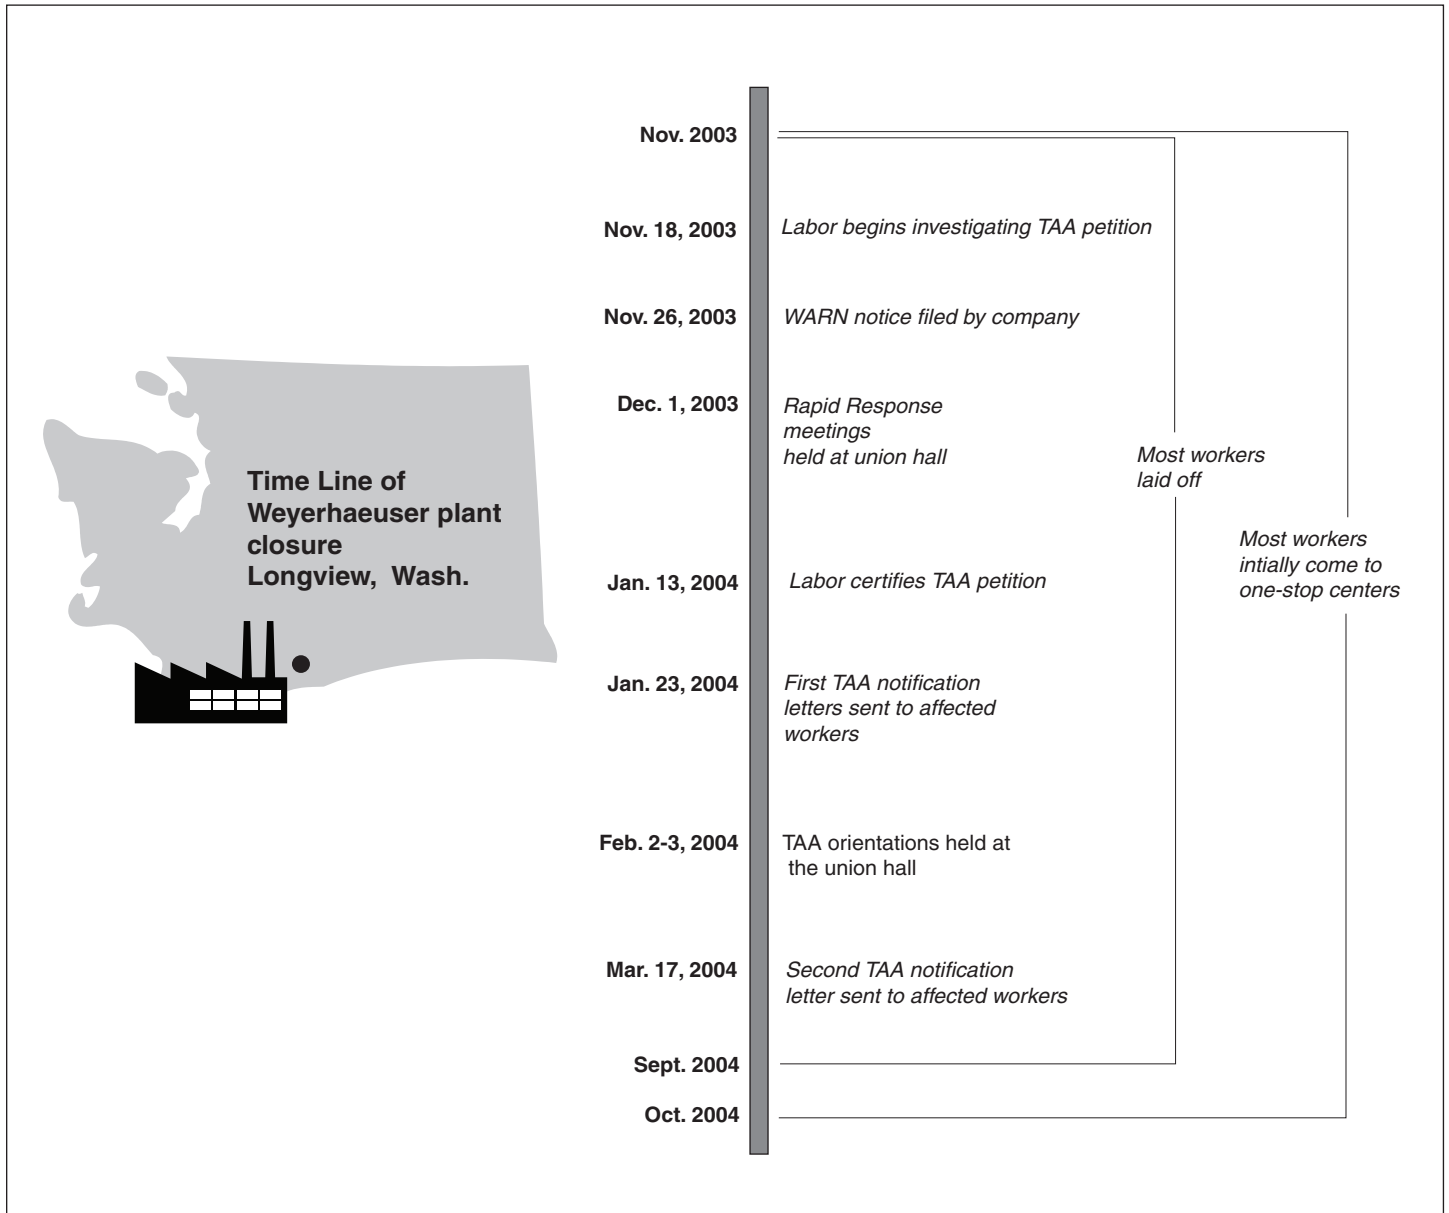 Time Line of
Weyerhaeuser plant
closure
Longview, Wash.
Nov. 2003
Nov. 18, 2003
Labor begins investigating TAA petition
Nov. 26, 2003
WARN notice filed by company
Dec. 1, 2003
Rapid Response
meetings
held at union hall
Jan. 13, 2004
Labor certifies TAA petition
Jan. 23, 2004
First TAA notification
letters sent to affected
workers
Feb. 2-3, 2004
TAA orientations held at
the union hall
Mar. 17, 2004
Second TAA notification
letter sent to affected workers
Sept. 2004
Oct. 2004
Most workers
laid off
Most workers
intially come to
one-stop centers